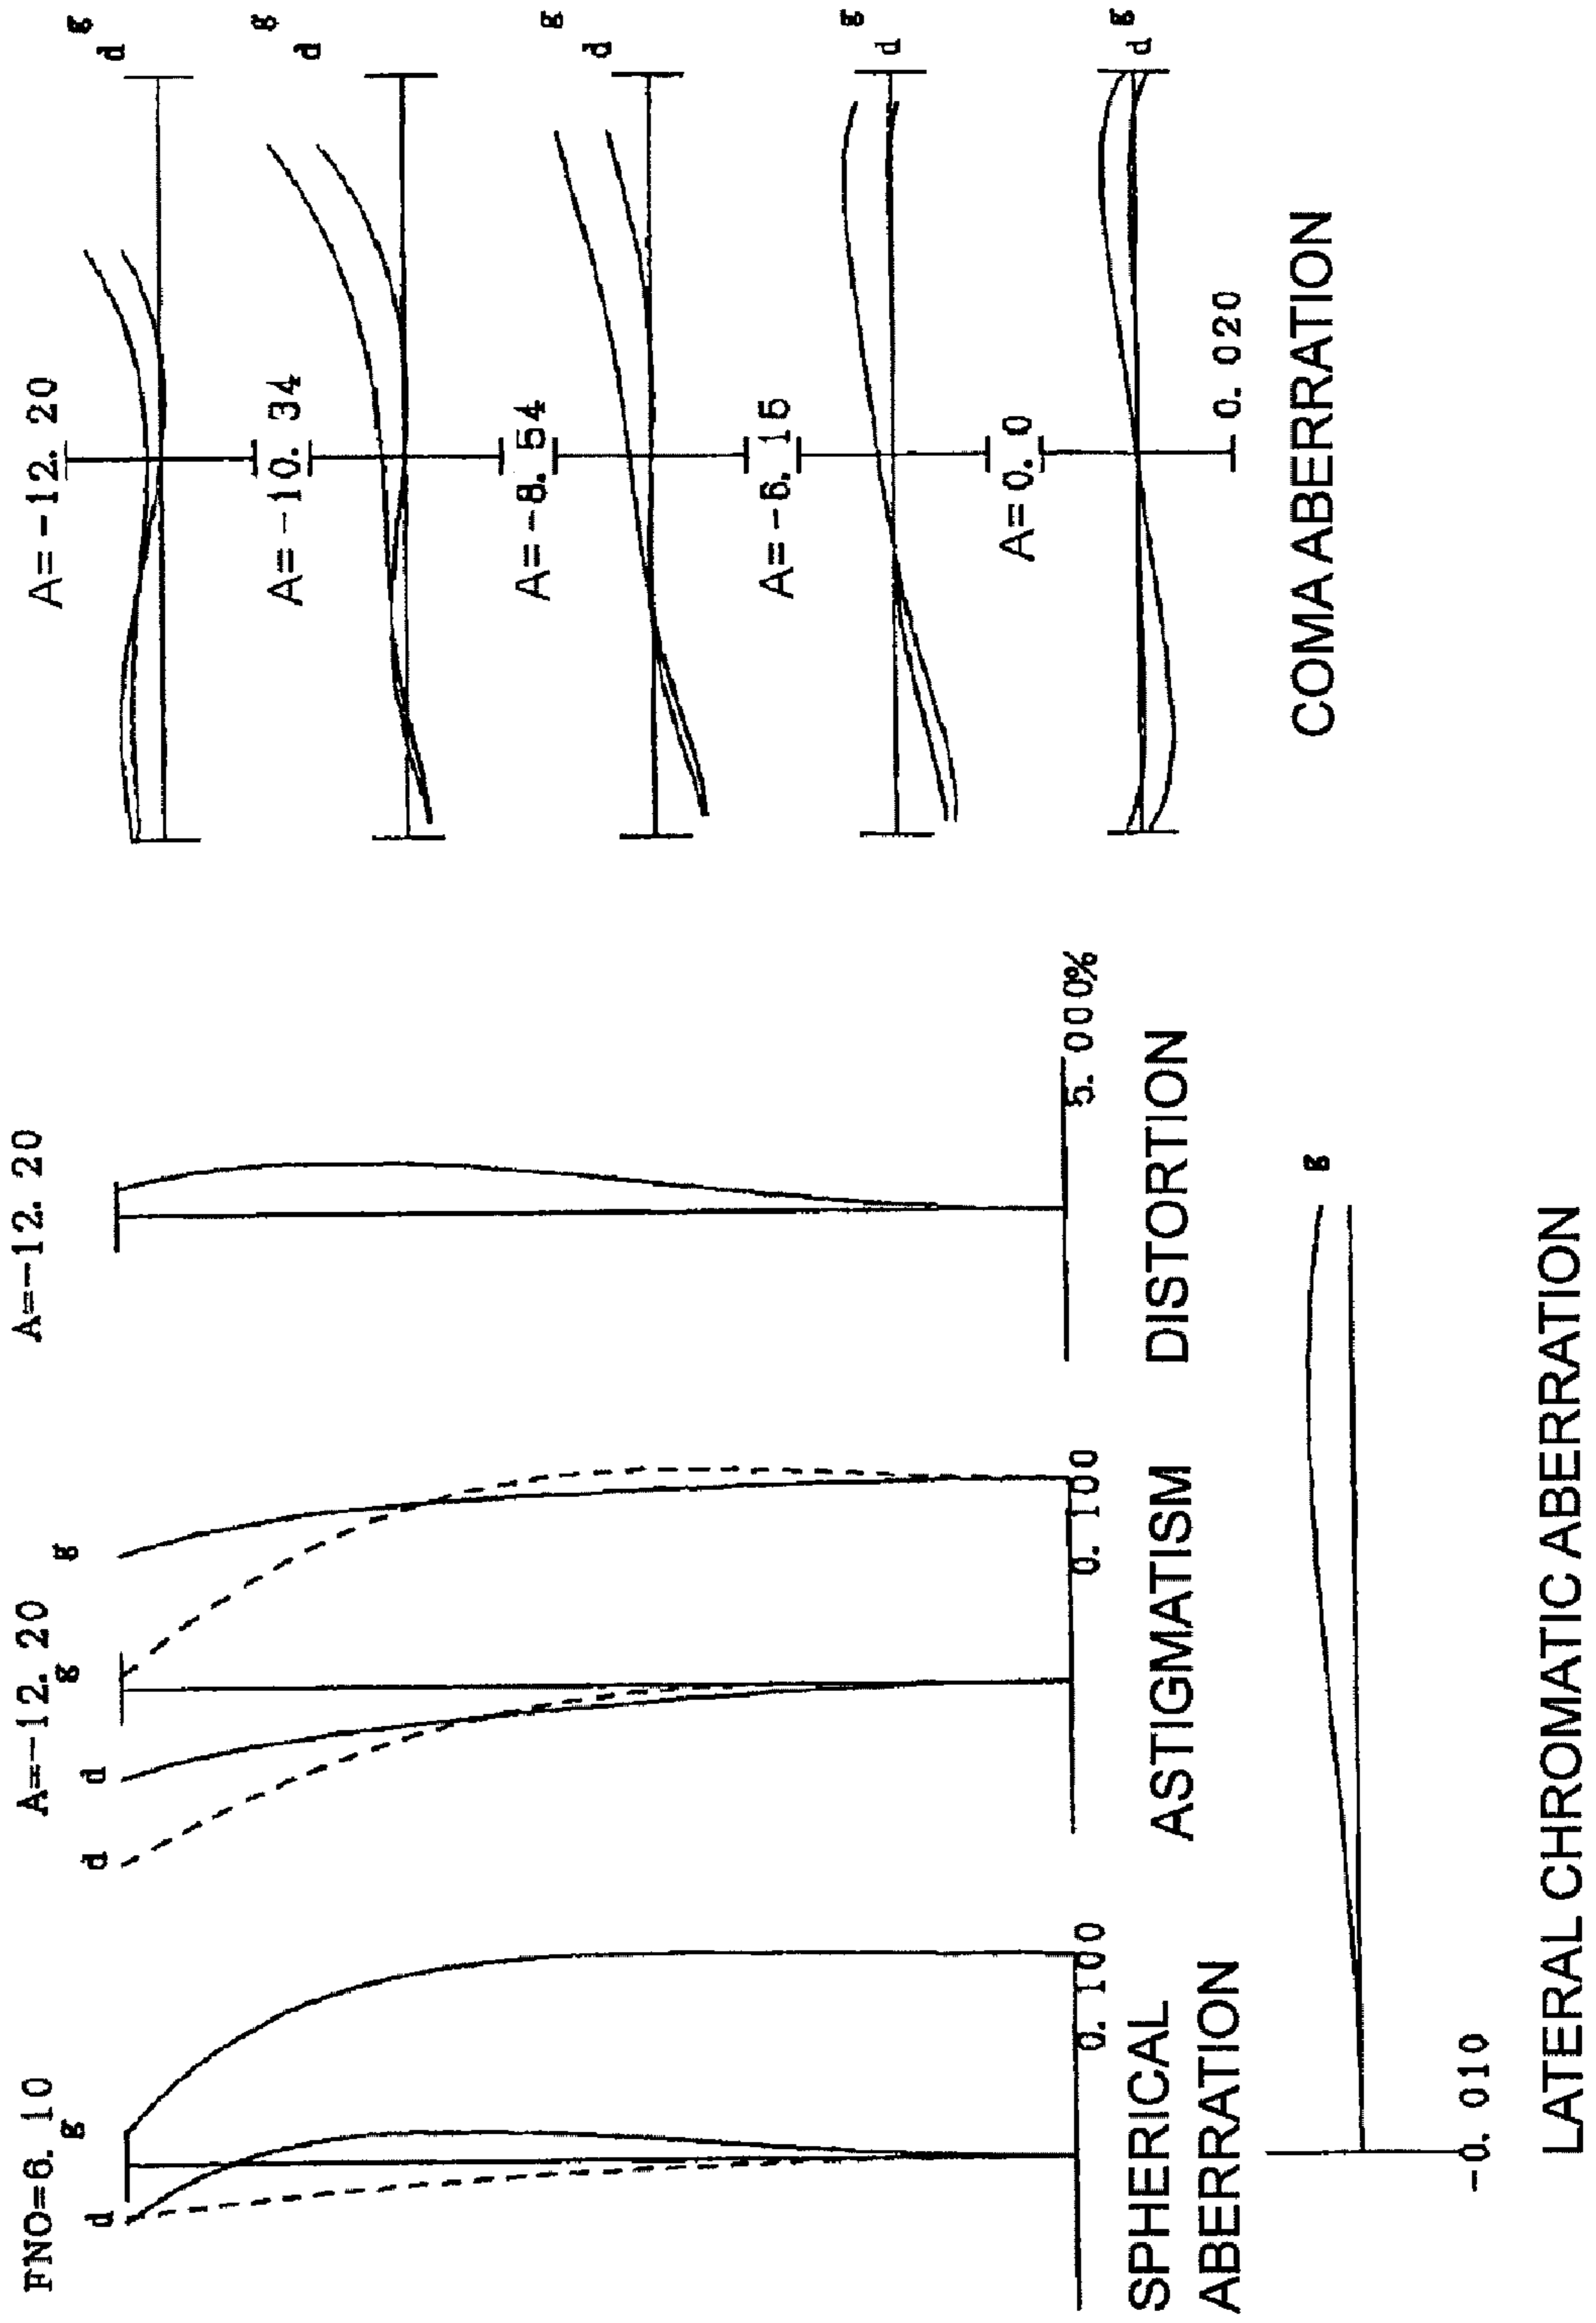 FNO=6. 10
g
d
0. 100
SPHERICAL
ABERRATION
A=-12. 20
g
g
d
d
0. 100
ASTIGMATISM
A=-12. 20
5. 000%
DISTORTION
A=-12. 20
g
d
A=-10. 34
g
d
A=-8. 54
g
d
A=-6. 15
g
d
A=0. 0
g
d
0. 020
COMA ABERRATION
g
-0. 010
LATERAL CHROMATIC ABERRATION